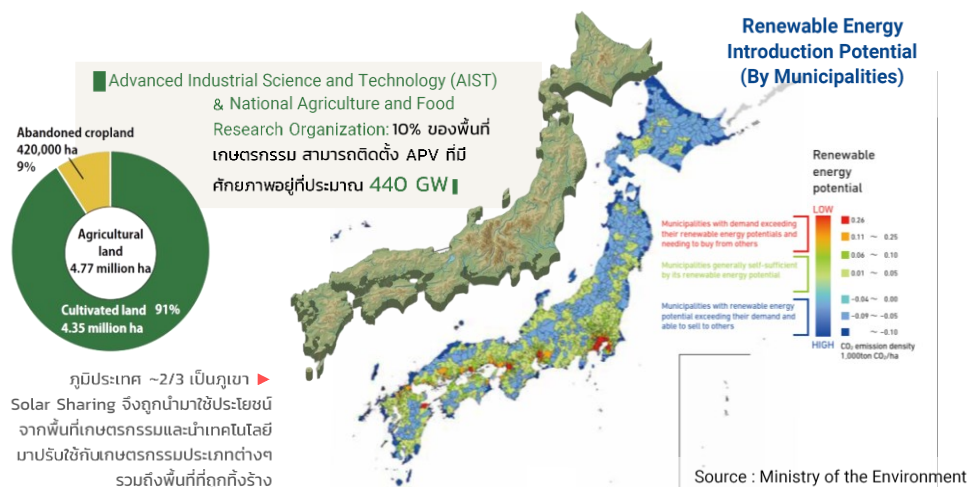 Renewable Energy
Introduction Potential
(By Municipalities)
Advanced Industrial Science and Technology (AIST)
& National Agriculture and Food
Research Organization: 10% ของพื้นที่
เกษตรกรรม สามารถติดตั้ง APV ที่มี
ศักยภาพอยู่ที่ประมาณ 440 GW
Abandoned cropland
420,000 ha
9%
Agricultural
land
4.77 million ha
Cultivated land 91%
4.35 million ha
ภูมิประเทศ ~2/3 เป็นภูเขา
Solar Sharing จึงถูกนำมาใช้ประโยชน์
จากพื้นที่เกษตรกรรมและนำเทคโนโลยี
มาปรับใช้กับเกษตรกรรมประเภทต่างๆ
รวมถึงพื้นที่ที่ถูกทิ้งร้าง
Renewable
energy
potential
LOW
Municipalities with demand exceeding
their renewable energy potentials and
needing to buy from others
Municipalities generally self-sufficient
by its renewable energy potential
Municipalities with renewable energy
potential exceeding their demand and
able to sell to others
HIGH
0.26
0.11 ~ 0.25
0.06 ~ 0.10
0.01 ~ 0.05
-0.04 ~ 0.00
-0.09 ~ -0.05
~ -0.10
CO₂ emission density
1,000ton CO₂/ha
Source : Ministry of the Environment